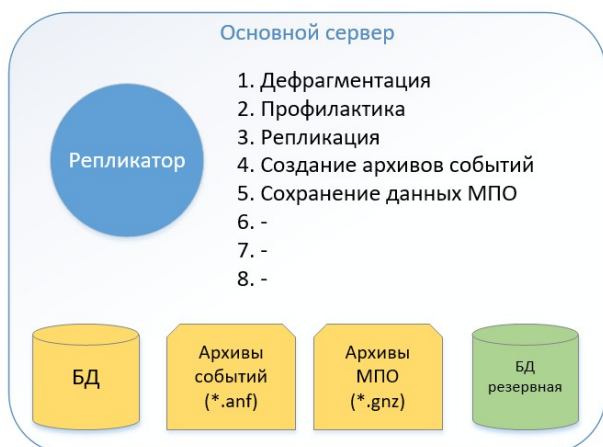 Основной сервер
Репликатор
1. Дефрагментация
2. Профилактика
3. Репликация
4. Создание архивов событий
5. Сохранение данных МПО
6. -
7. -
8. -
БД
Архивы
событий
(*.anf)
Архивы
МПО
(*.gnz)
БД
резервная